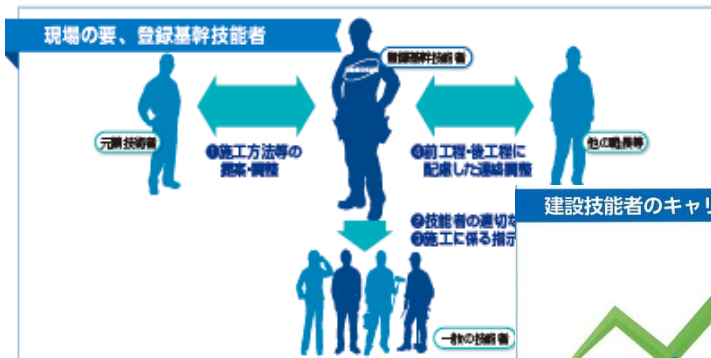 現場の要、登録基幹技能者
登録基幹技能者
元請技術者
他の職長等
❶施工方法等の
提案・調整
❹前工程・後工程に
配慮した連絡調整
❷技能者の適切な
❸施工に係る指示
建設技能者のキャリ
一般の技能者